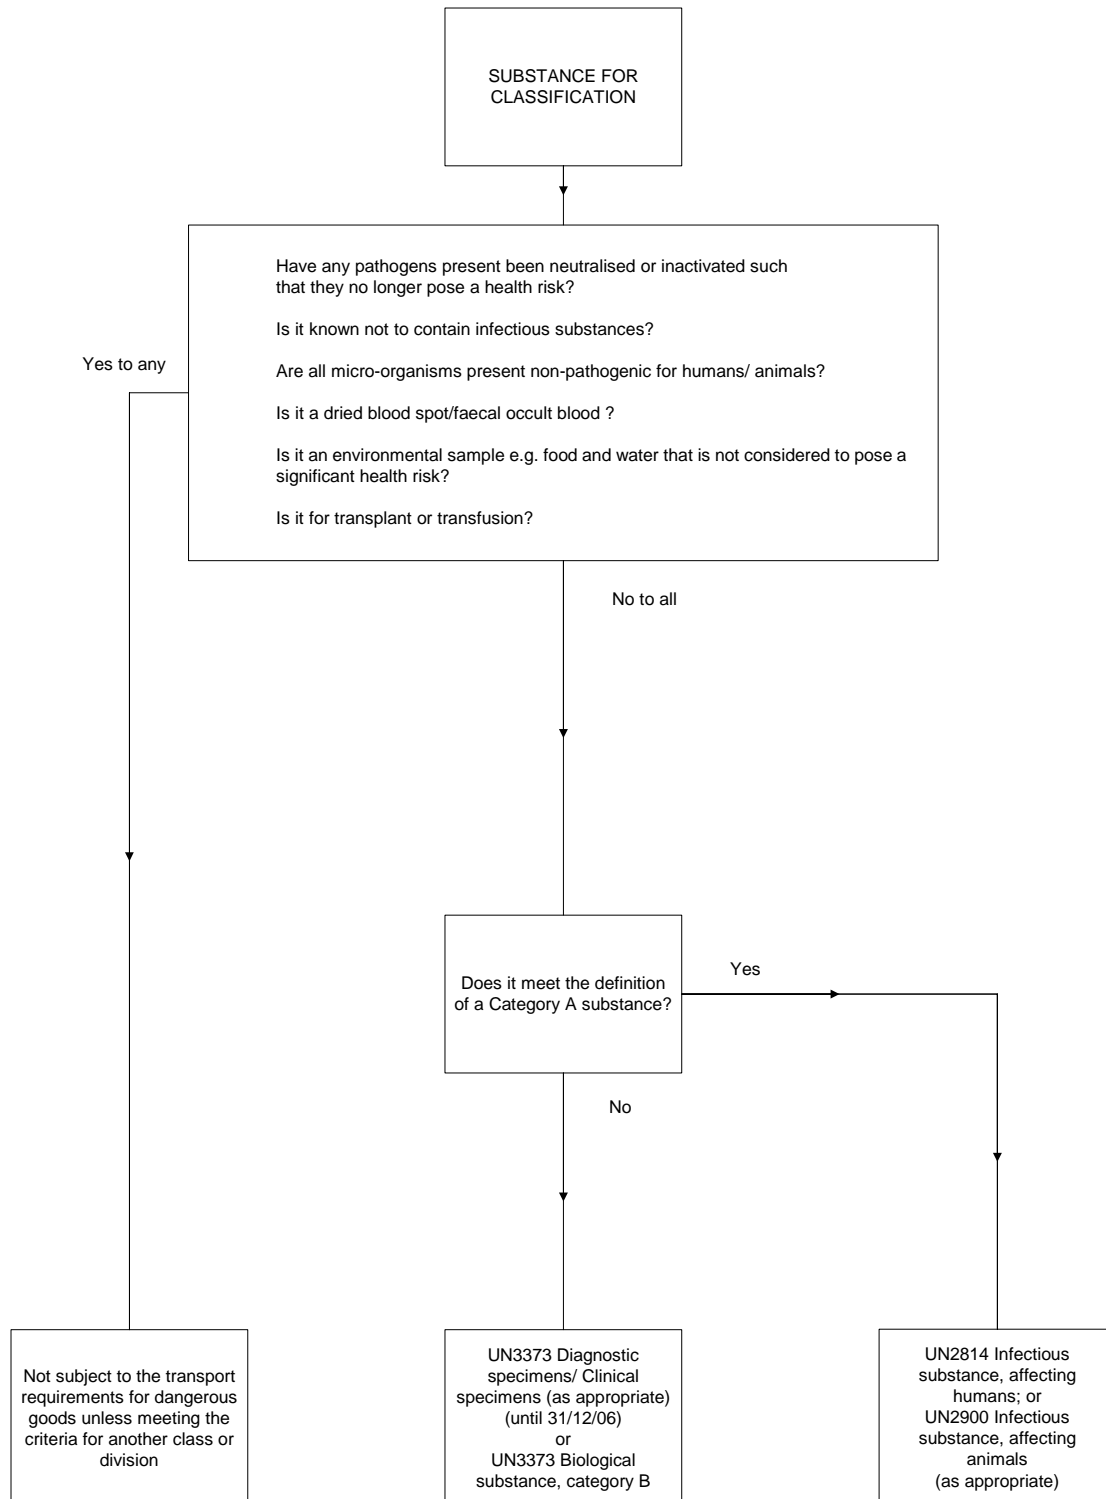 SUBSTANCE FOR
CLASSIFICATION
Have any pathogens present been neutralised or inactivated such
that they no longer pose a health risk?
Is it known not to contain infectious substances?
Are all micro-organisms present non-pathogenic for humans/ animals?
Is it a dried blood spot/faecal occult blood ?
Is it an environmental sample e.g. food and water that is not considered to pose a
significant health risk?
Is it for transplant or transfusion?
Yes to any
No to all
Does it meet the definition
of a Category A substance?
Yes
No
Not subject to the transport
requirements for dangerous
goods unless meeting the
criteria for another class or
division
UN3373 Diagnostic
specimens/ Clinical
specimens (as appropriate)
(until 31/12/06)
or
UN3373 Biological
substance, category B
UN2814 Infectious
substance, affecting
humans; or
UN2900 Infectious
substance, affecting
animals
(as appropriate)